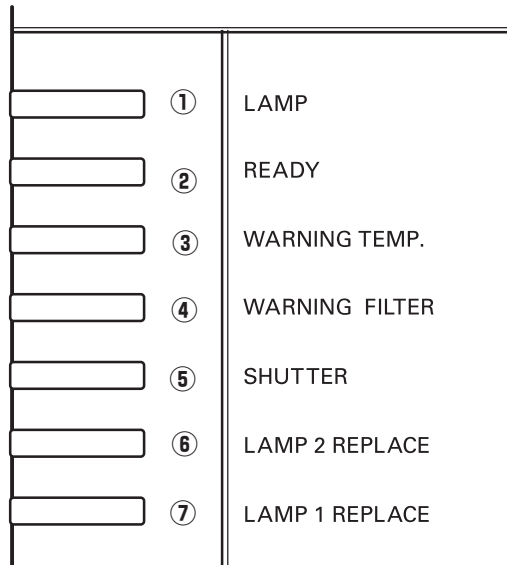 ① LAMP
② READY
③ WARNING TEMP.
④ WARNING FILTER
⑤ SHUTTER
⑥ LAMP 2 REPLACE
⑦ LAMP 1 REPLACE